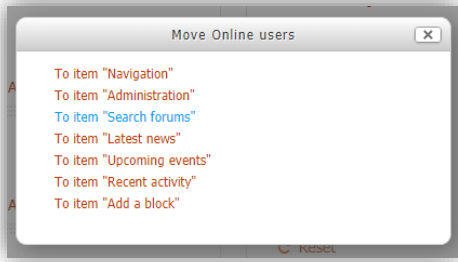 Move Online users
To item "Navigation"
To item "Administration"
To item "Search forums"
To item "Latest news"
To item "Upcoming events"
To item "Recent activity"
To item "Add a block"
Reset